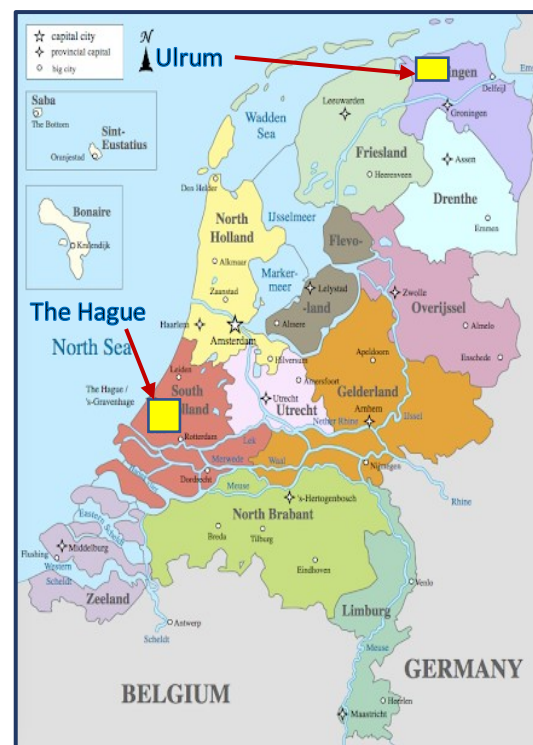 capital city
provincial capital
big city
N
Ulrum
Saba
The Bottom
Sint-
Eustatius
Oranjestad
Bonaire
Kralendijk
Wadden
Sea
Leeuwarden
Groningen
Delfzijl
ingen
Friesland
Heerenveen
Assen
Drenthe
Emmen
Den Helder
North
Holland
IJsselmeer
Alkmaar
Zaanstad
Marker-
meer
Flevo-
-land
Lelystad
Almere
Zwolle
Overijssel
Almelo
Enschede
Haarlem
Amsterdam
Hilversum
Apeldoorn
Amersfoort
Gelderland
The Hague
North Sea
Leiden
The Hague /
's-Gravenhage
South
lland
Utrecht
Utrecht
Arnhem
Nether Rhine
IJssel
Rotterdam
Lek
Merwede
Waal
Dordrecht
Nijmegen
Rhine
Meuse
's-Hertogenbosch
North Brabant
Breda
Tilburg
Eindhoven
Eastern Scheldt
Middelburg
Flushing
Western
Scheldt
Zeeland
Antwerp
Scheldt
Venlo
Limburg
Meuse
BELGIUM
GERMANY
Heerlen
Maastricht